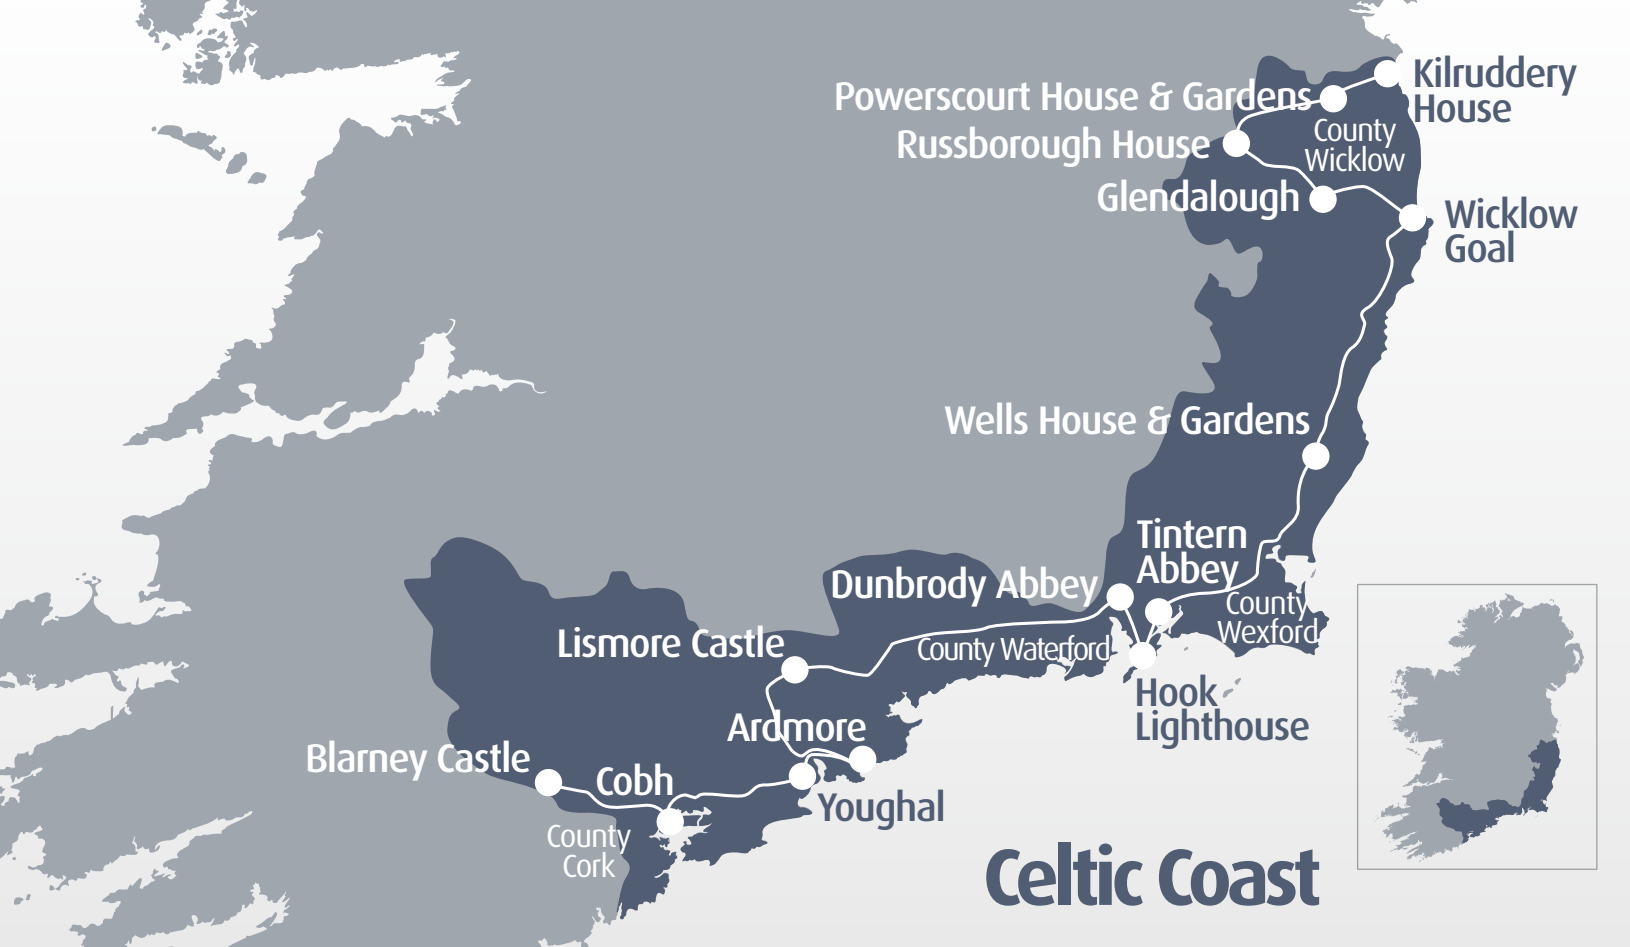 Kilruddery
House
Powerscourt House & Gardens
County
Wicklow
Russborough House
Glendalough
Wicklow
Goal
Wells House & Gardens
Tintern
Abbey
Dunbrody Abbey
County
Wexford
Lismore Castle
County Waterford
Hook
Lighthouse
Ardmore
Blarney Castle
Cobh
Youghal
County
Cork
Celtic Coast